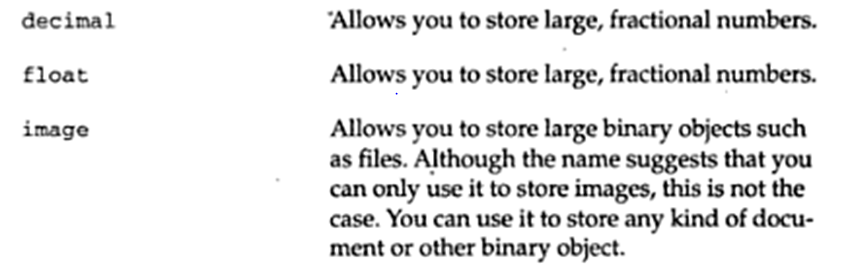 decimal Allows you to store large, fractional numbers.
float Allows you to store large, fractional numbers.
image Allows you to store large binary objects such
as files. Although the name suggests that you
can only use it to store images, this is not the
case. You can use it to store any kind of docu-
ment or other binary object.